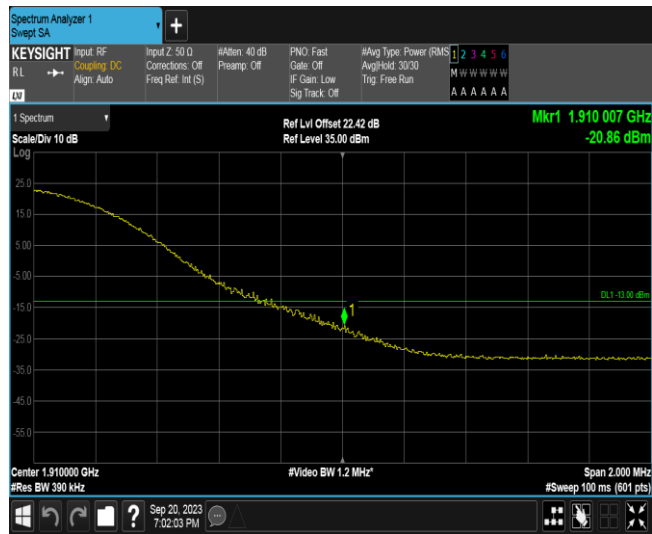 Spectrum Analyzer 1
Swept SA
+
KEYSIGHT
RL
LXI
Input: RF
Coupling: DC
Align: Auto
Input Z: 50 Ω
Corrections: Off
Freq Ref: Int (S)
#Atten: 40 dB
Preamp: Off
PNO: Fast
Gate: Off
IF Gain: Low
Sig Track: Off
#Avg Type: Power (RMS
Avg|Hold: 30/30
Trig: Free Run
1 2 3 4 5 6
M W W W W W
A A A A A A
1 Spectrum
Scale/Div 10 dB
Ref Lvl Offset 22.42 dB
Ref Level 35.00 dBm
Mkr1 1.910 007 GHz
-20.86 dBm
Log
25.0
15.0
5.00
-5.00
DL1 -13.00 dBm
-15.0
1
-25.0
-35.0
-45.0
-55.0
Center 1.910000 GHz
#Res BW 390 kHz
#Video BW 1.2 MHz*
Span 2.000 MHz
#Sweep 100 ms (601 pts)
?
Sep 20, 2023
7:02:03 PM